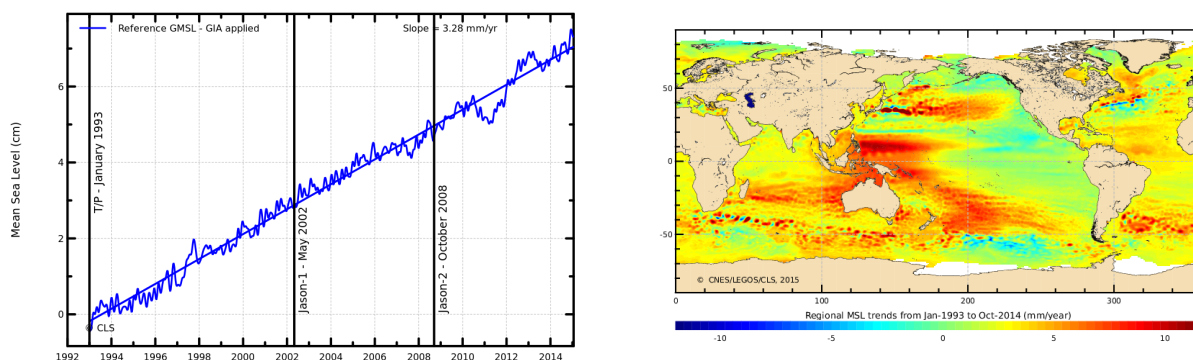 Reference GMSL - GIA applied
Slope = 3.28 mm/yr
Mean Sea Level (cm)
6
4
2
0
T/P - January 1993
Jason-1 - May 2002
Jason-2 - October 2008
© CLS
1992 1994 1996 1998 2000 2002 2004 2006 2008 2010 2012 2014
50
0
-50
© CNES/LEGOS/CLS, 2015
0 100 200 300
Regional MSL trends from Jan-1993 to Oct-2014 (mm/year)
-10 -5 0 5 10